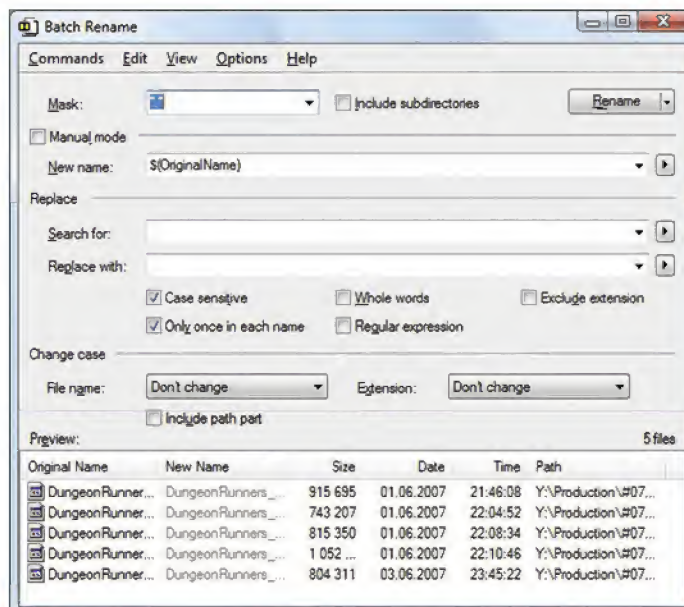 Batch Rename
Commands Edit View Options Help
Mask: Include subdirectories Rename
Manual mode
New name: $(OriginalName)
Replace
Search for:
Replace with:
Case sensitive Whole words Exclude extension
Only once in each name Regular expression
Change case
File name: Don't change Extension: Don't change
Include path part
Preview: 5 files
Original Name New Name Size Date Time Path
DungeonRunner... DungeonRunners_... 915 695 01.06.2007 21:46:08 Y:\Production\#07...
DungeonRunner... DungeonRunners_... 743 207 01.06.2007 22:04:52 Y:\Production\#07...
DungeonRunner... DungeonRunners_... 815 350 01.06.2007 22:08:34 Y:\Production\#07...
DungeonRunner... DungeonRunners_... 1 052 ... 01.06.2007 22:10:46 Y:\Production\#07...
DungeonRunner... DungeonRunners_... 804 311 03.06.2007 23:45:22 Y:\Production\#07...